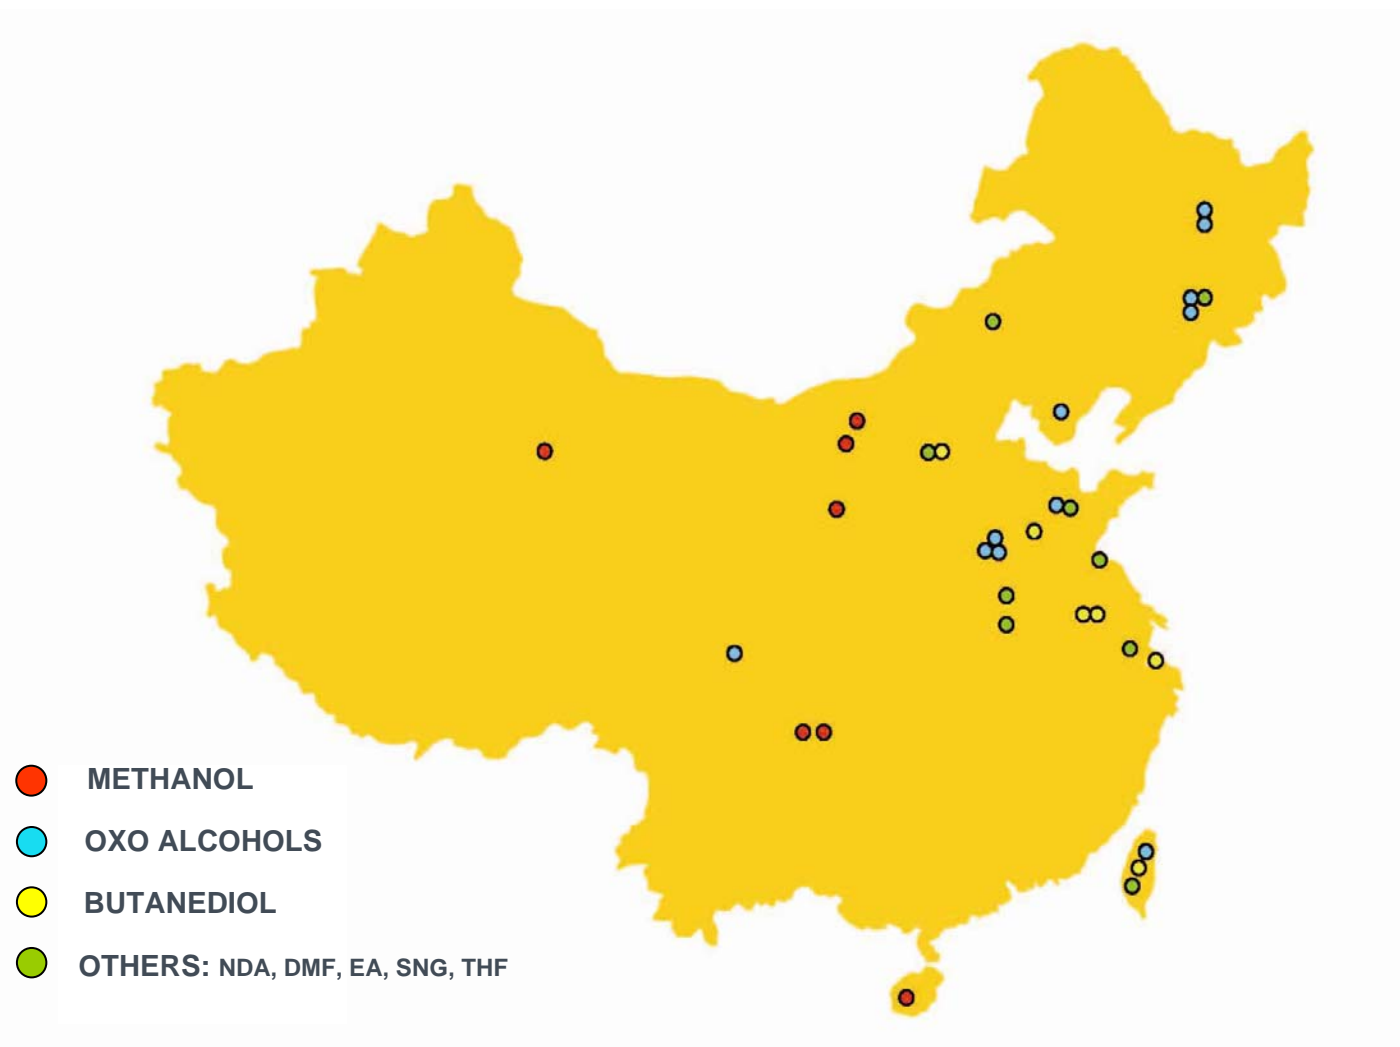 METHANOL
OXO ALCOHOLS
BUTANEDIOL
OTHERS: NDA, DMF, EA, SNG, THF